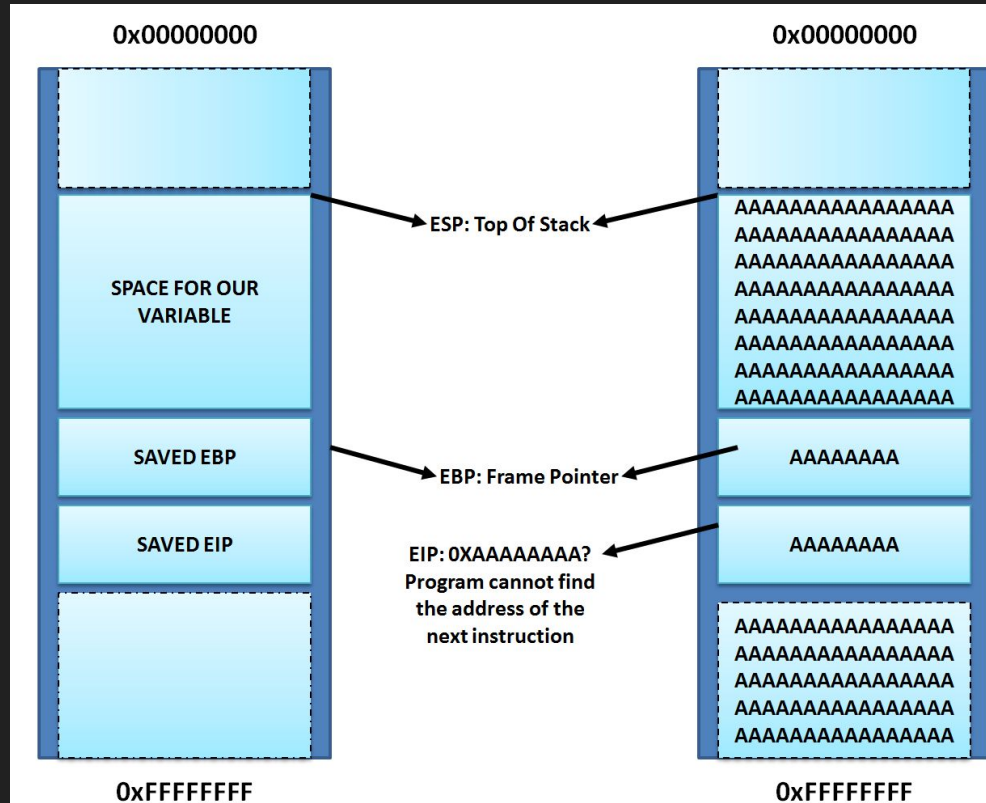 0x00000000
SPACE FOR OUR
VARIABLE
SAVED EBP
SAVED EIP
0xFFFFFFFF
ESP: Top Of Stack
EBP: Frame Pointer
EIP: 0XAAAAAAAA?
Program cannot find
the address of the
next instruction
0x00000000
AAAAAAAAAAAAAAAA
AAAAAAAAAAAAAAAA
AAAAAAAAAAAAAAAA
AAAAAAAAAAAAAAAA
AAAAAAAAAAAAAAAA
AAAAAAAAAAAAAAAA
AAAAAAAAAAAAAAAA
AAAAAAAAAAAAAAAA
AAAAAAAA
AAAAAAAA
AAAAAAAAAAAAAAAA
AAAAAAAAAAAAAAAA
AAAAAAAAAAAAAAAA
AAAAAAAAAAAAAAAA
AAAAAAAAAAAAAAAA
0xFFFFFFFF